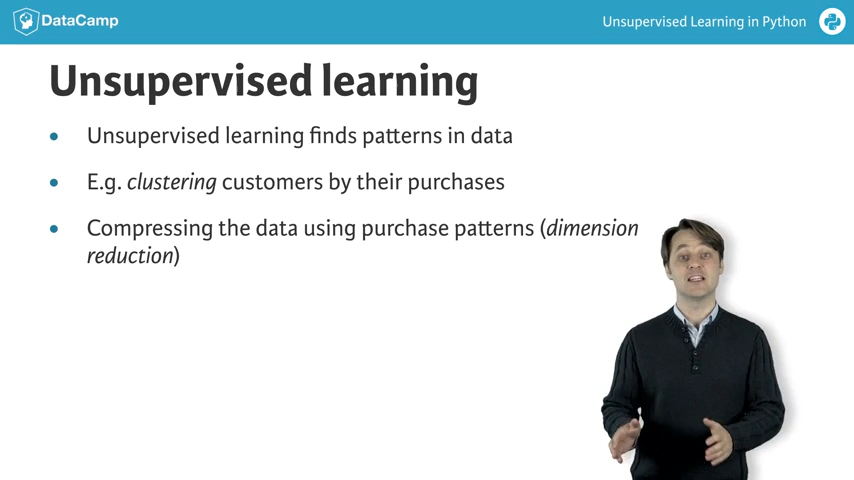 DataCamp
Unsupervised Learning in Python
Unsupervised learning
• Unsupervised learning finds patterns in data
• E.g. clustering customers by their purchases
• Compressing the data using purchase patterns (dimension
reduction)